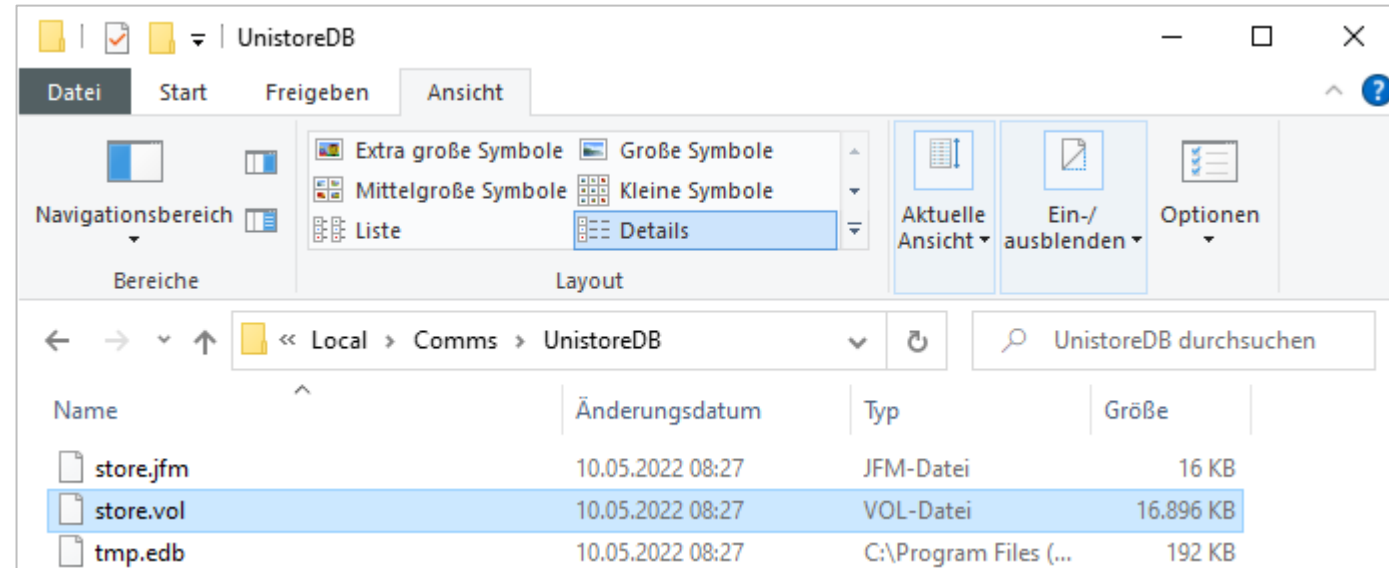 UnistoreDB
Datei Start Freigeben Ansicht
Extra große Symbole Große Symbole
Mittelgroße Symbole Kleine Symbole
Liste Details
Navigationsbereich
Aktuelle Ansicht
Ein-/ausblenden
Optionen
Bereiche Layout
« Local > Comms > UnistoreDB
UnistoreDB durchsuchen
Name Änderungsdatum Typ Größe
store.jfm 10.05.2022 08:27 JFM-Datei 16 KB
store.vol 10.05.2022 08:27 VOL-Datei 16.896 KB
tmp.edb 10.05.2022 08:27 C:\Program Files (... 192 KB